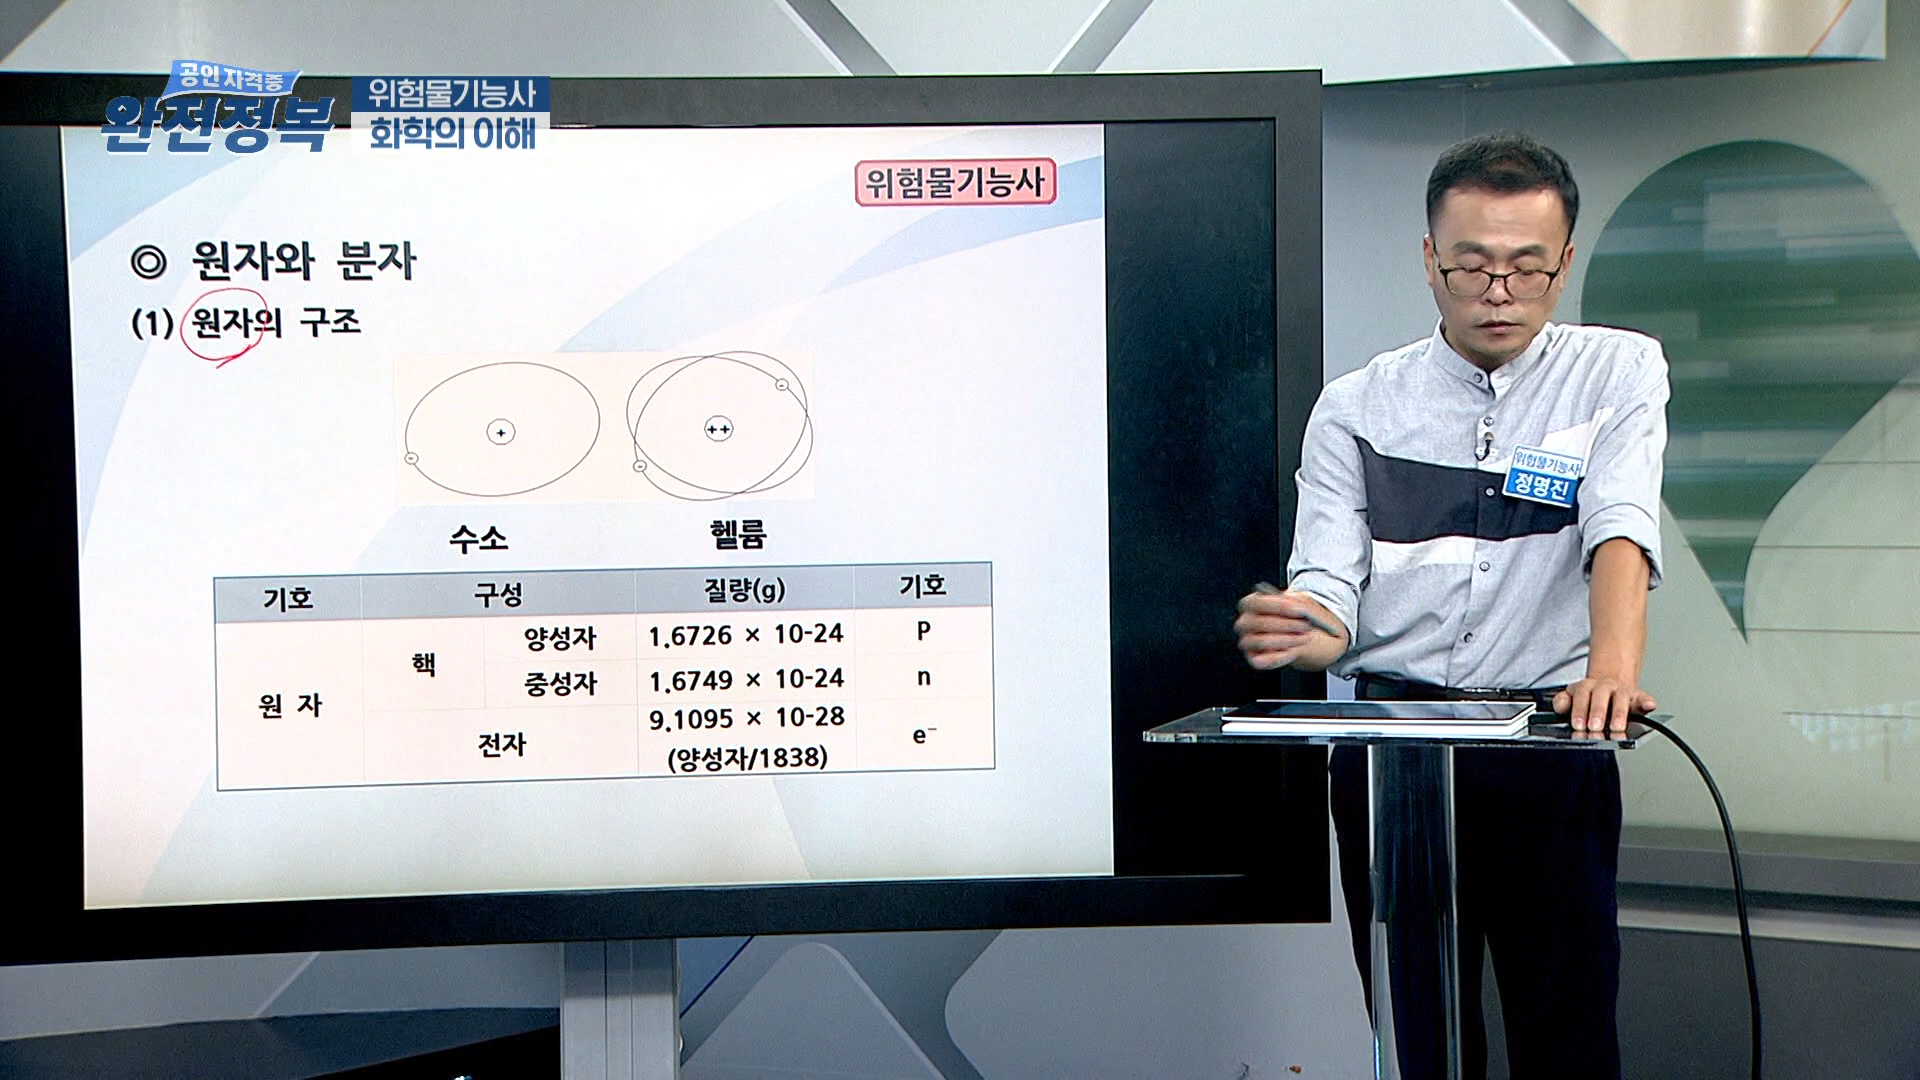 공인 자격증
완전정복
위험물기능사
화학의 이해
위험물기능사
◎ 원자와 분자
(1) 원자의 구조
+
-
++
-
-
수소
헬륨
기호 구성 질량(g) 기호
원 자 핵 양성자 1.6726 × 10-24 P
중성자 1.6749 × 10-24 n
전자 9.1095 × 10-28 e⁻
(양성자/1838)
위험물기능사
정명진